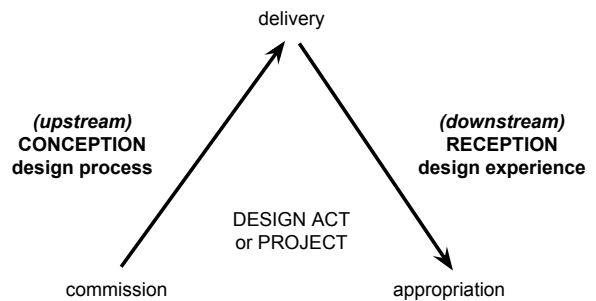 delivery
(upstream)
CONCEPTION
design process
(downstream)
RECEPTION
design experience
DESIGN ACT
or PROJECT
commission
appropriation